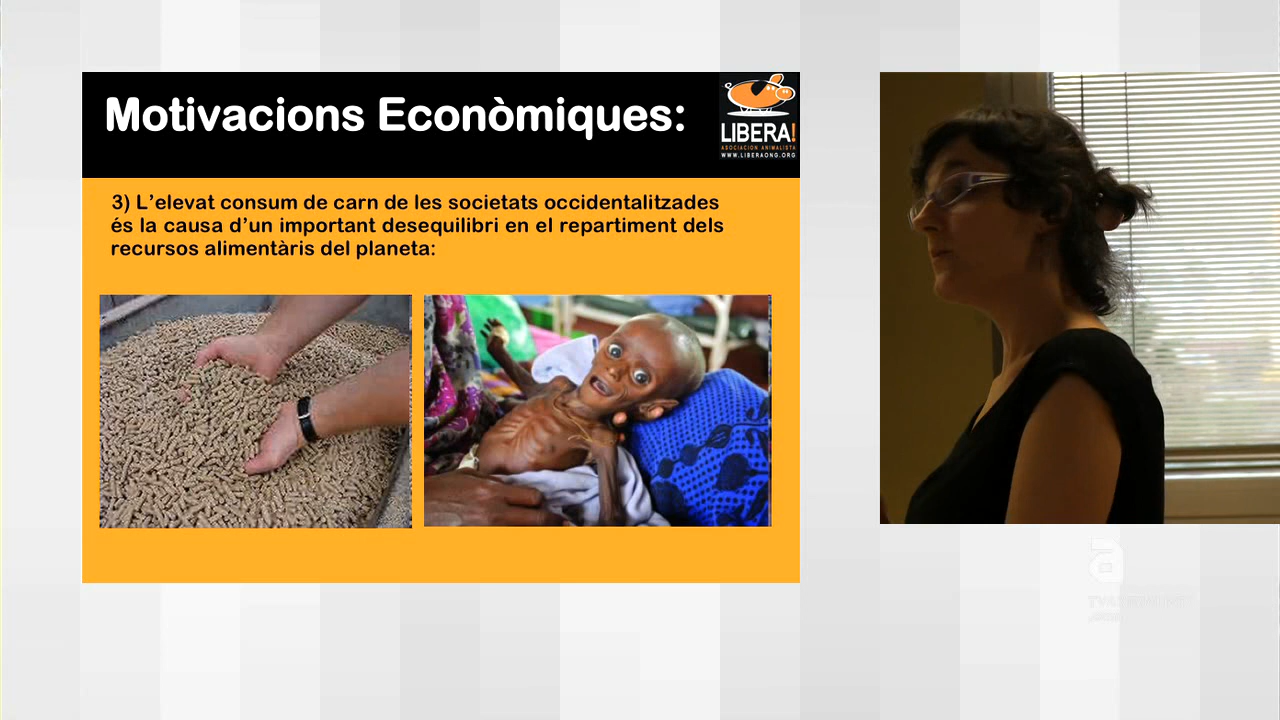 Motivacions Econòmiques:
LIBERA!
ASOCIACION ANIMALISTA
WWW.LIBERAONG.ORG
3) L’elevat consum de carn de les societats occidentalitzades
és la causa d’un important desequilibri en el repartiment dels
recursos alimentàris del planeta:
a